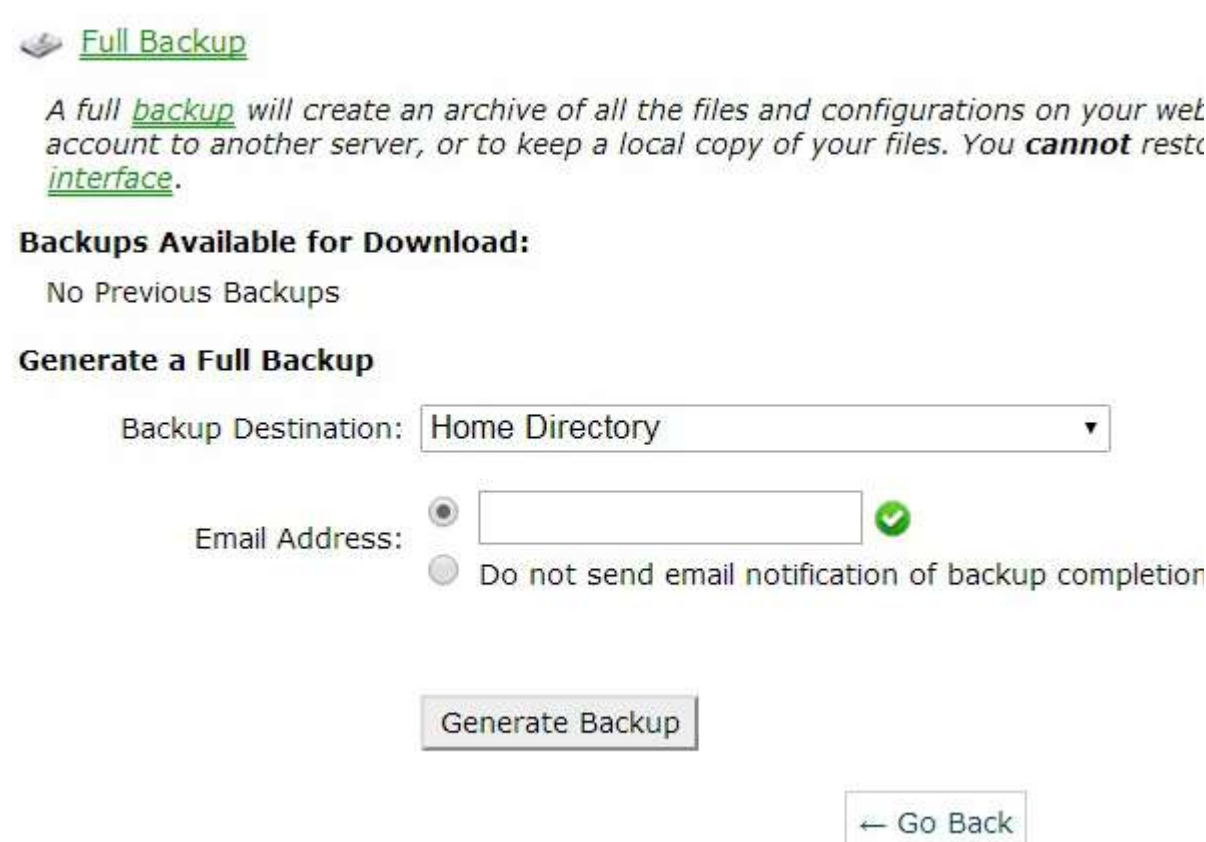 Full Backup
A full backup will create an archive of all the files and configurations on your web
account to another server, or to keep a local copy of your files. You cannot resto
interface.
Backups Available for Download:
No Previous Backups
Generate a Full Backup
Backup Destination: Home Directory
Email Address:
Do not send email notification of backup completion
Generate Backup
← Go Back